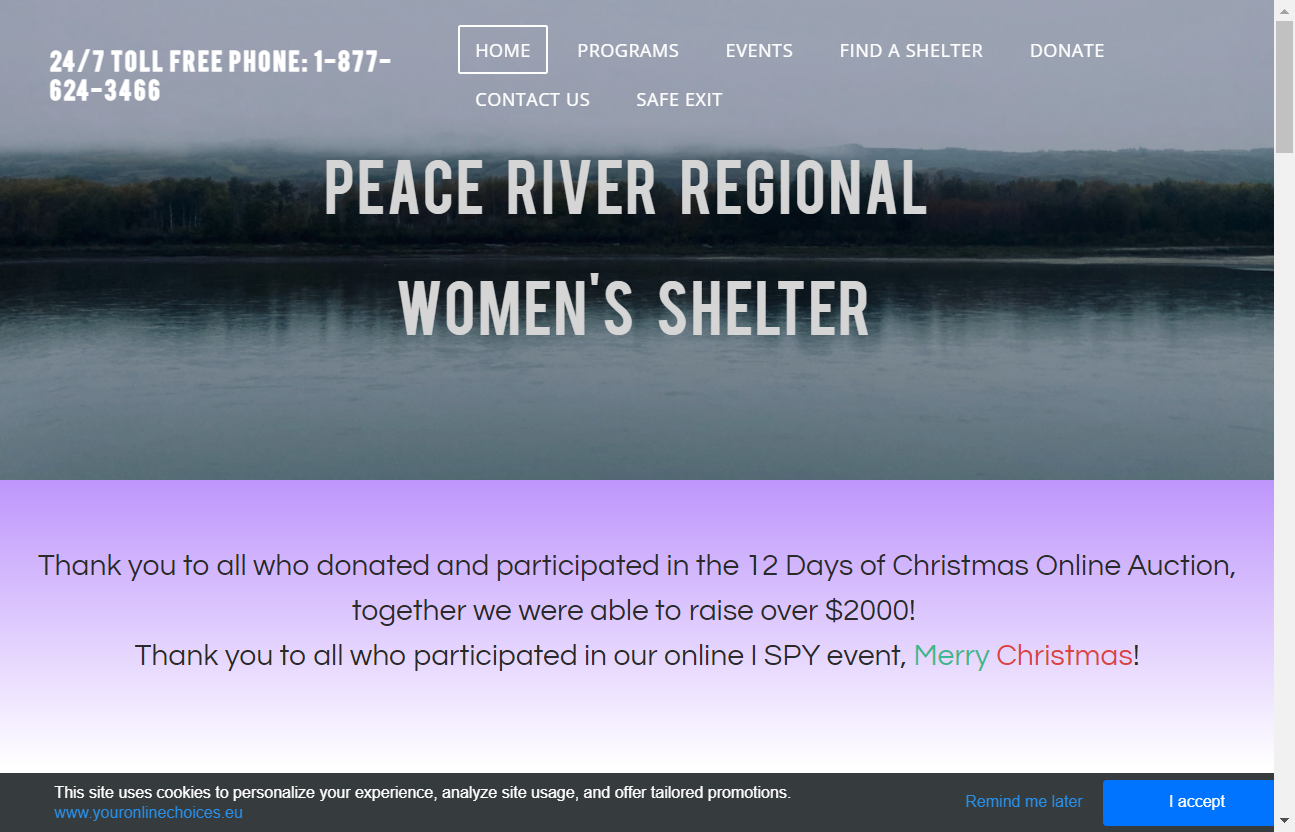 24/7 TOLL FREE PHONE: 1-877-
624-3466
HOME PROGRAMS EVENTS FIND A SHELTER DONATE
CONTACT US SAFE EXIT
PEACE RIVER REGIONAL
WOMEN'S SHELTER
Thank you to all who donated and participated in the 12 Days of Christmas Online Auction,
together we were able to raise over $2000!
Thank you to all who participated in our online I SPY event, Merry Christmas!
This site uses cookies to personalize your experience, analyze site usage, and offer tailored promotions.
www.youronlinechoices.eu
Remind me later I accept